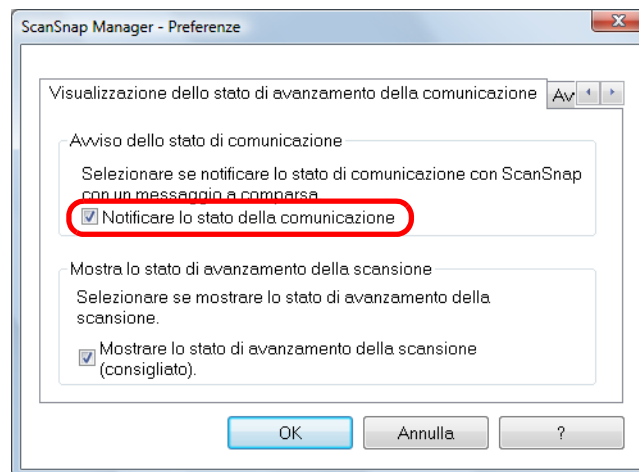 ScanSnap Manager - Preferenze
Visualizzazione dello stato di avanzamento della comunicazione
Av
Avviso dello stato di comunicazione
Selezionare se notificare lo stato di comunicazione con ScanSnap
con un messaggio a comparsa.
Notificare lo stato della comunicazione
Mostra lo stato di avanzamento della scansione
Selezionare se mostrare lo stato di avanzamento della
scansione.
Mostrare lo stato di avanzamento della scansione
(consigliato).
OK
Annulla
?